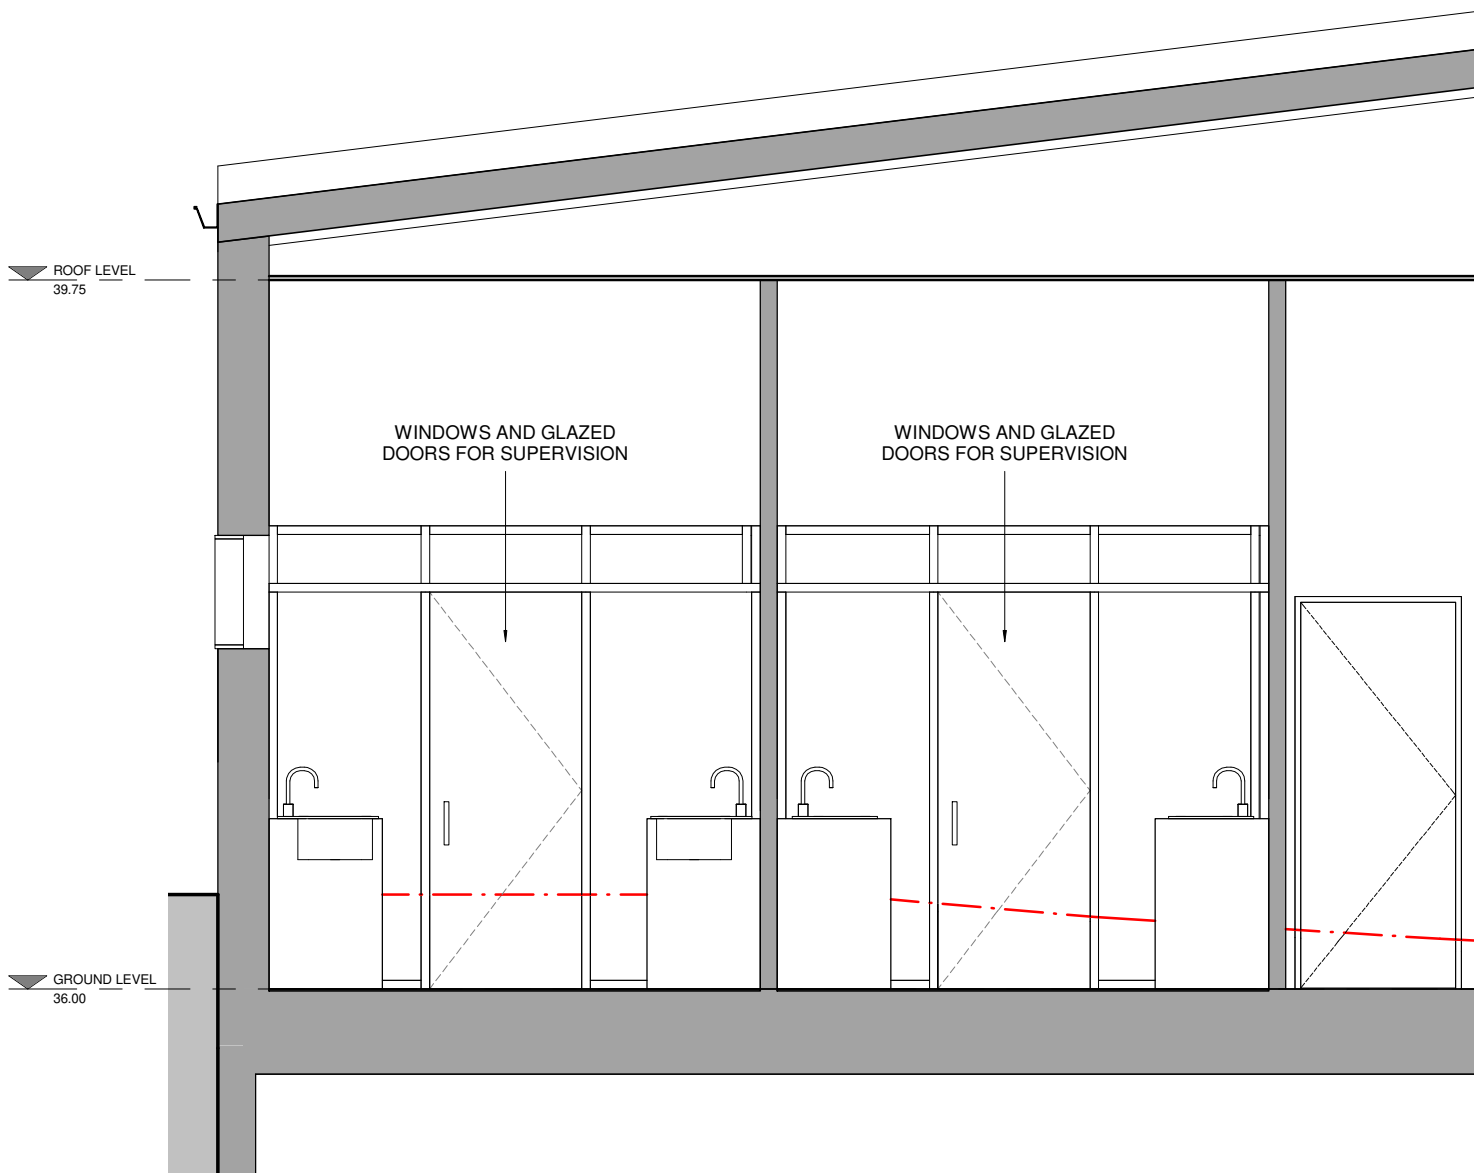 ROOF LEVEL
39.75
WINDOWS AND GLAZED
DOORS FOR SUPERVISION
WINDOWS AND GLAZED
DOORS FOR SUPERVISION
GROUND LEVEL
36.00